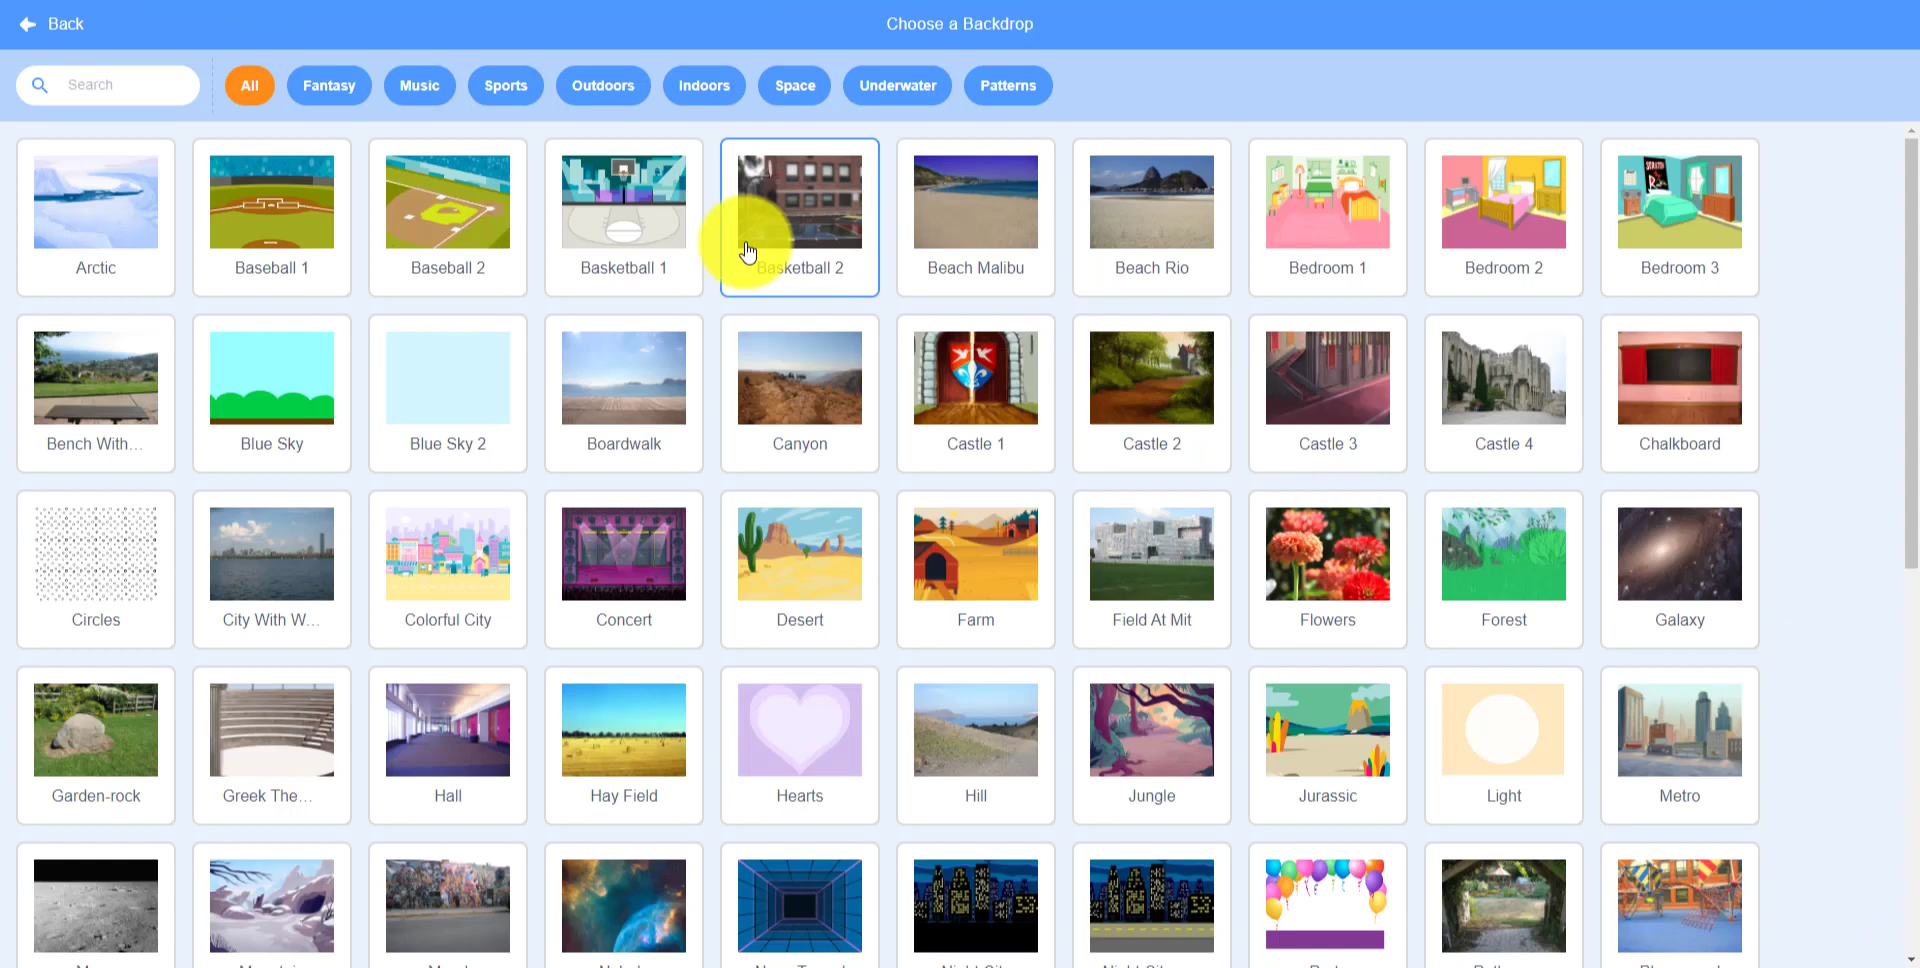 Back
Choose a Backdrop
Search
All
Fantasy
Music
Sports
Outdoors
Indoors
Space
Underwater
Patterns
Arctic
Baseball 1
Baseball 2
Basketball 1
Basketball 2
Beach Malibu
Beach Rio
Bedroom 1
Bedroom 2
Bedroom 3
Bench With...
Blue Sky
Blue Sky 2
Boardwalk
Canyon
Castle 1
Castle 2
Castle 3
Castle 4
Chalkboard
Circles
City With W...
Colorful City
Concert
Desert
Farm
Field At Mit
Flowers
Forest
Galaxy
Garden-rock
Greek The...
Hall
Hay Field
Hearts
Hill
Jungle
Jurassic
Light
Metro